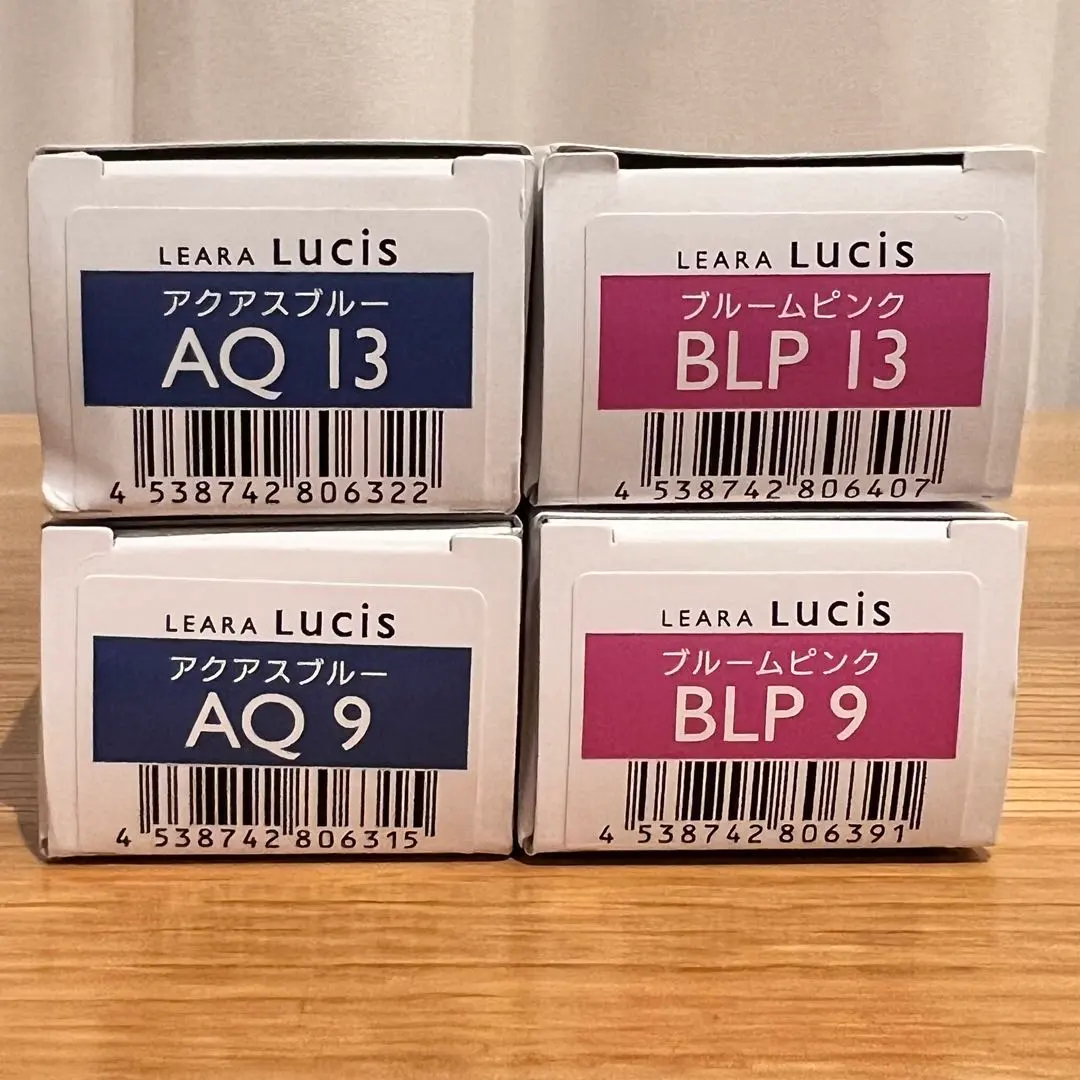 LEARA Lucis
アクアスブルー
AQ 13
4 538742 806322
LEARA Lucis
ブルームピンク
BLP 13
4 538742 806407
LEARA Lucis
アクアスブルー
AQ 9
4 538742 806315
LEARA Lucis
ブルームピンク
BLP 9
4 538742 806391